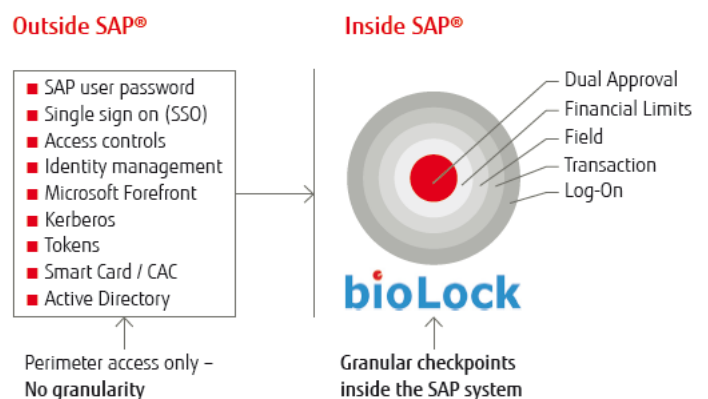 Outside SAP®
SAP user password
Single sign on (SSO)
Access controls
Identity management
Microsoft Forefront
Kerberos
Tokens
Smart Card / CAC
Active Directory
Perimeter access only –
No granularity
Inside SAP®
Dual Approval
Financial Limits
Field
Transaction
Log-On
bioLock
Granular checkpoints
inside the SAP system